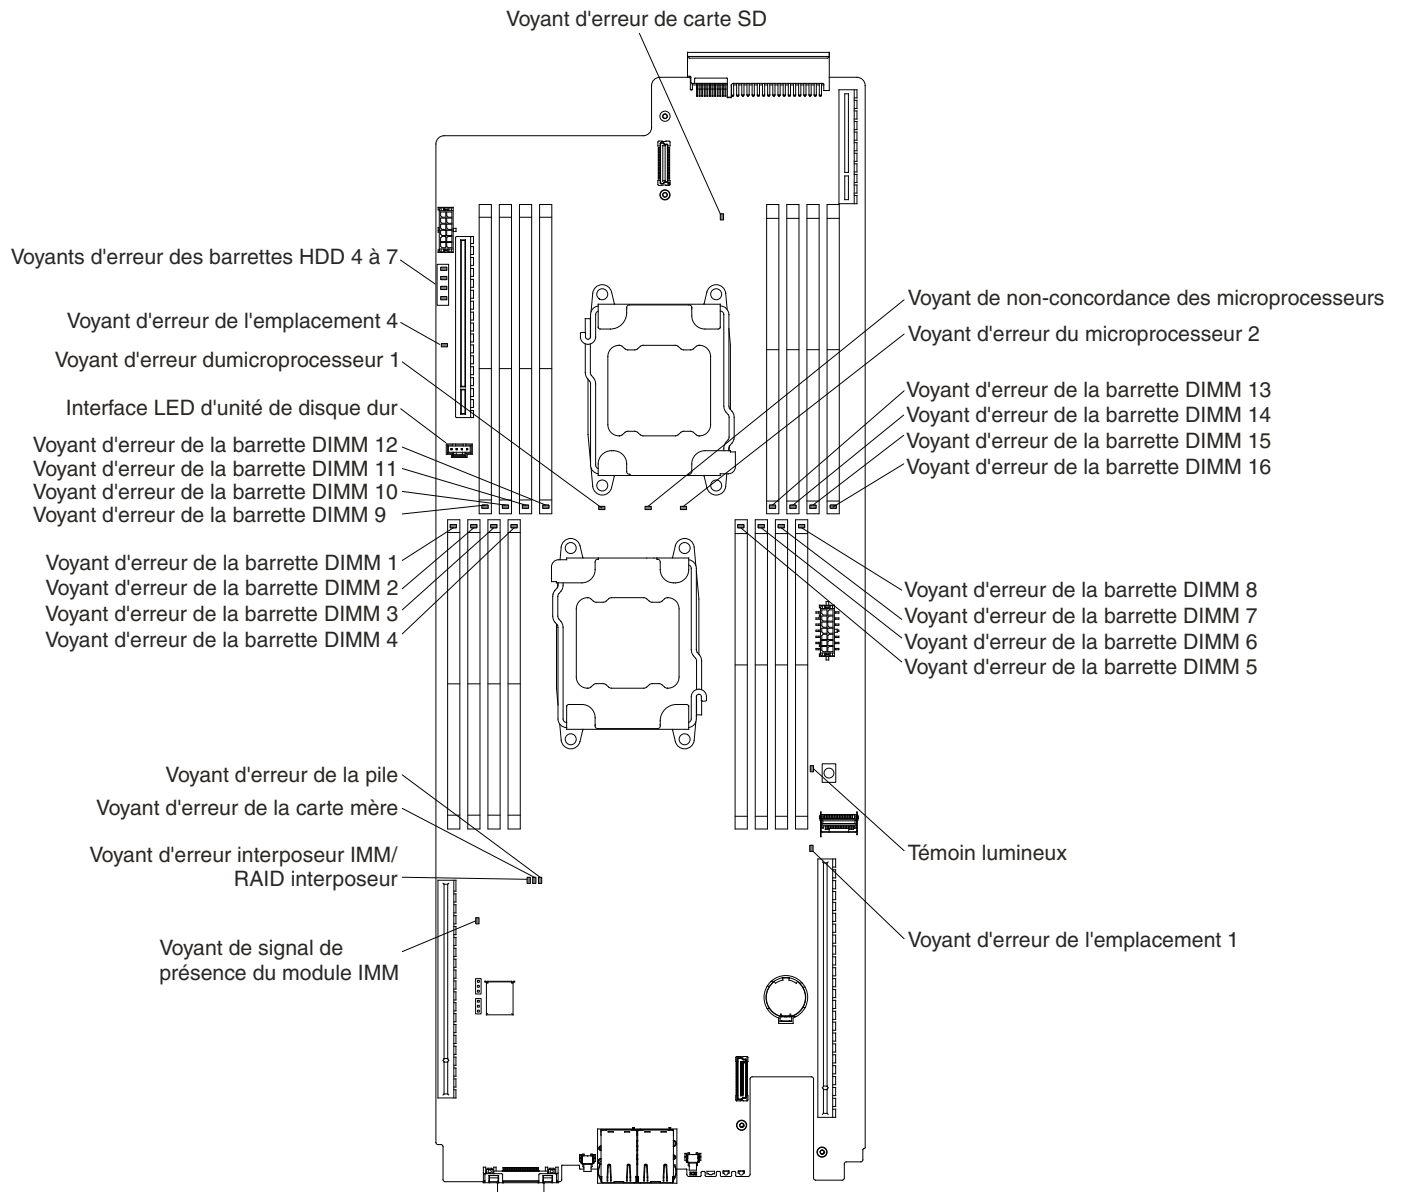 Voyant d'erreur de carte SD
Voyants d'erreur des barrettes HDD 4 à 7
Voyant d'erreur de l'emplacement 4
Voyant d'erreur dumicroprocesseur 1
Interface LED d'unité de disque dur
Voyant d'erreur de la barrette DIMM 12
Voyant d'erreur de la barrette DIMM 11
Voyant d'erreur de la barrette DIMM 10
Voyant d'erreur de la barrette DIMM 9
Voyant d'erreur de la barrette DIMM 1
Voyant d'erreur de la barrette DIMM 2
Voyant d'erreur de la barrette DIMM 3
Voyant d'erreur de la barrette DIMM 4
Voyant d'erreur de la pile
Voyant d'erreur de la carte mère
Voyant d'erreur interposeur IMM/
RAID interposeur
Voyant de signal de
présence du module IMM
Voyant de non-concordance des microprocesseurs
Voyant d'erreur du microprocesseur 2
Voyant d'erreur de la barrette DIMM 13
Voyant d'erreur de la barrette DIMM 14
Voyant d'erreur de la barrette DIMM 15
Voyant d'erreur de la barrette DIMM 16
Voyant d'erreur de la barrette DIMM 8
Voyant d'erreur de la barrette DIMM 7
Voyant d'erreur de la barrette DIMM 6
Voyant d'erreur de la barrette DIMM 5
Témoin lumineux
Voyant d'erreur de l'emplacement 1